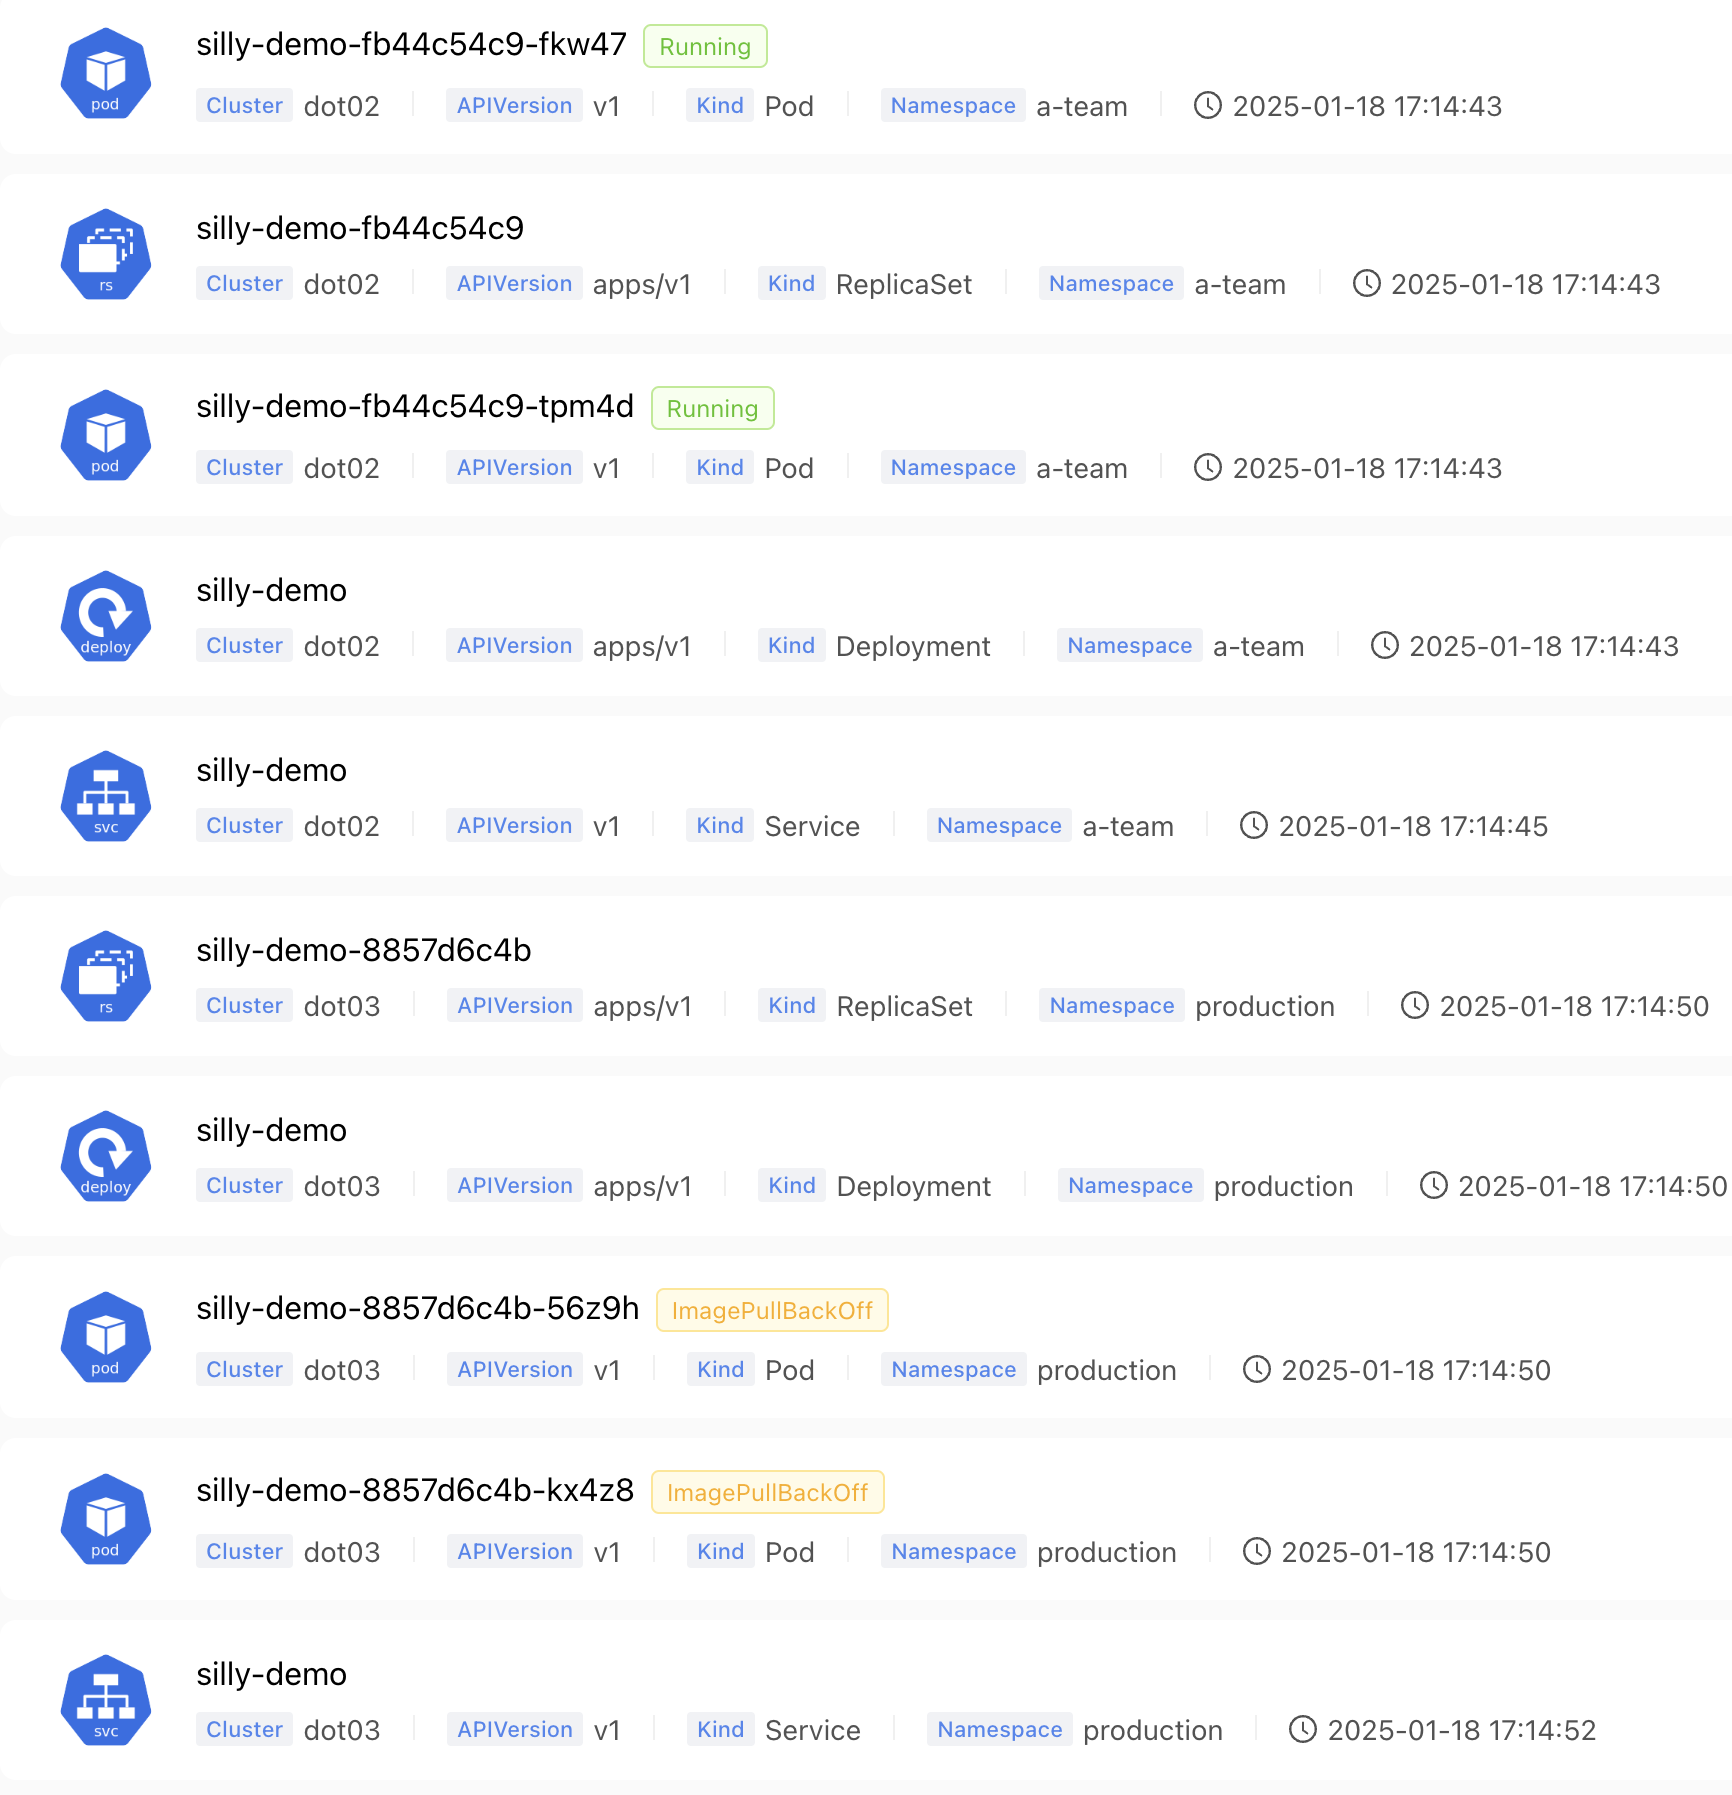 silly-demo-fb44c54c9-fkw47 Running
pod
Cluster dot02 APIVersion v1 Kind Pod Namespace a-team 2025-01-18 17:14:43
silly-demo-fb44c54c9
rs
Cluster dot02 APIVersion apps/v1 Kind ReplicaSet Namespace a-team 2025-01-18 17:14:43
silly-demo-fb44c54c9-tpm4d Running
pod
Cluster dot02 APIVersion v1 Kind Pod Namespace a-team 2025-01-18 17:14:43
silly-demo
deploy
Cluster dot02 APIVersion apps/v1 Kind Deployment Namespace a-team 2025-01-18 17:14:43
silly-demo
svc
Cluster dot02 APIVersion v1 Kind Service Namespace a-team 2025-01-18 17:14:45
silly-demo-8857d6c4b
rs
Cluster dot03 APIVersion apps/v1 Kind ReplicaSet Namespace production 2025-01-18 17:14:50
silly-demo
deploy
Cluster dot03 APIVersion apps/v1 Kind Deployment Namespace production 2025-01-18 17:14:50
silly-demo-8857d6c4b-56z9h ImagePullBackOff
pod
Cluster dot03 APIVersion v1 Kind Pod Namespace production 2025-01-18 17:14:50
silly-demo-8857d6c4b-kx4z8 ImagePullBackOff
pod
Cluster dot03 APIVersion v1 Kind Pod Namespace production 2025-01-18 17:14:50
silly-demo
svc
Cluster dot03 APIVersion v1 Kind Service Namespace production 2025-01-18 17:14:52